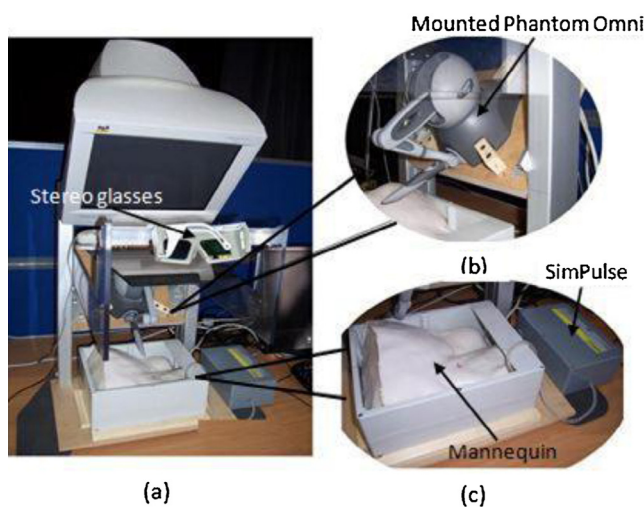 Mounted Phantom Omni
Stereo glasses
(b)
SimPulse
Mannequin
(a)
(c)